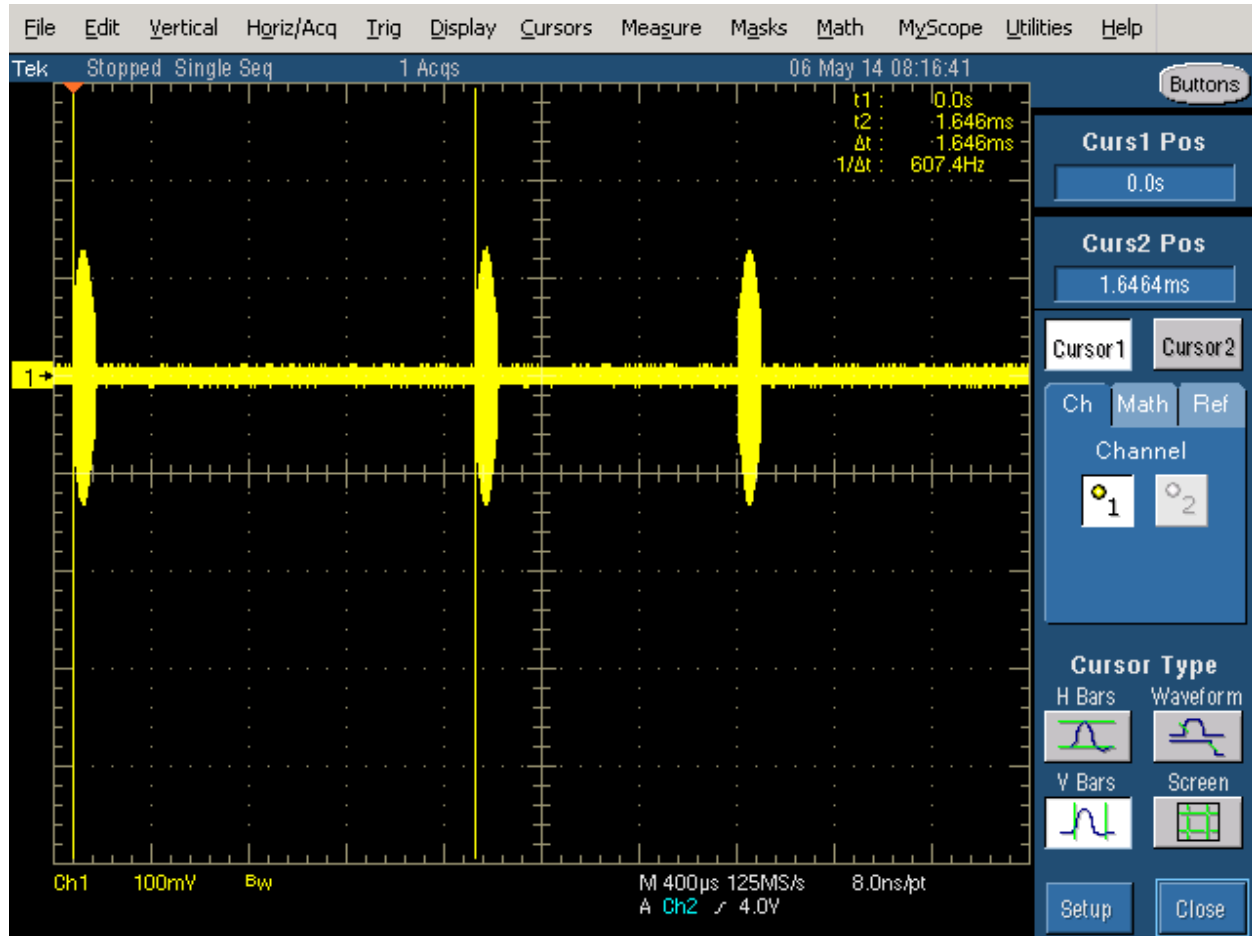 File Edit Vertical Horiz/Acq Trig Display Cursors Measure Masks Math MyScope Utilities Help
Tek Stopped Single Seq 1 Acqs 06 May 14 08:16:41
Buttons
t1 : 0.0s
t2 : 1.646ms
Δt : 1.646ms
1/Δt : 607.4Hz
Curs1 Pos
0.0s
Curs2 Pos
1.6464ms
Cursor1 Cursor2
1
Ch Math Ref
Channel
1 2
Cursor Type
H Bars Waveform
V Bars Screen
Ch1 100mV BW M 400µs 125MS/s 8.0ns/pt
A Ch2 4.0V
Setup Close